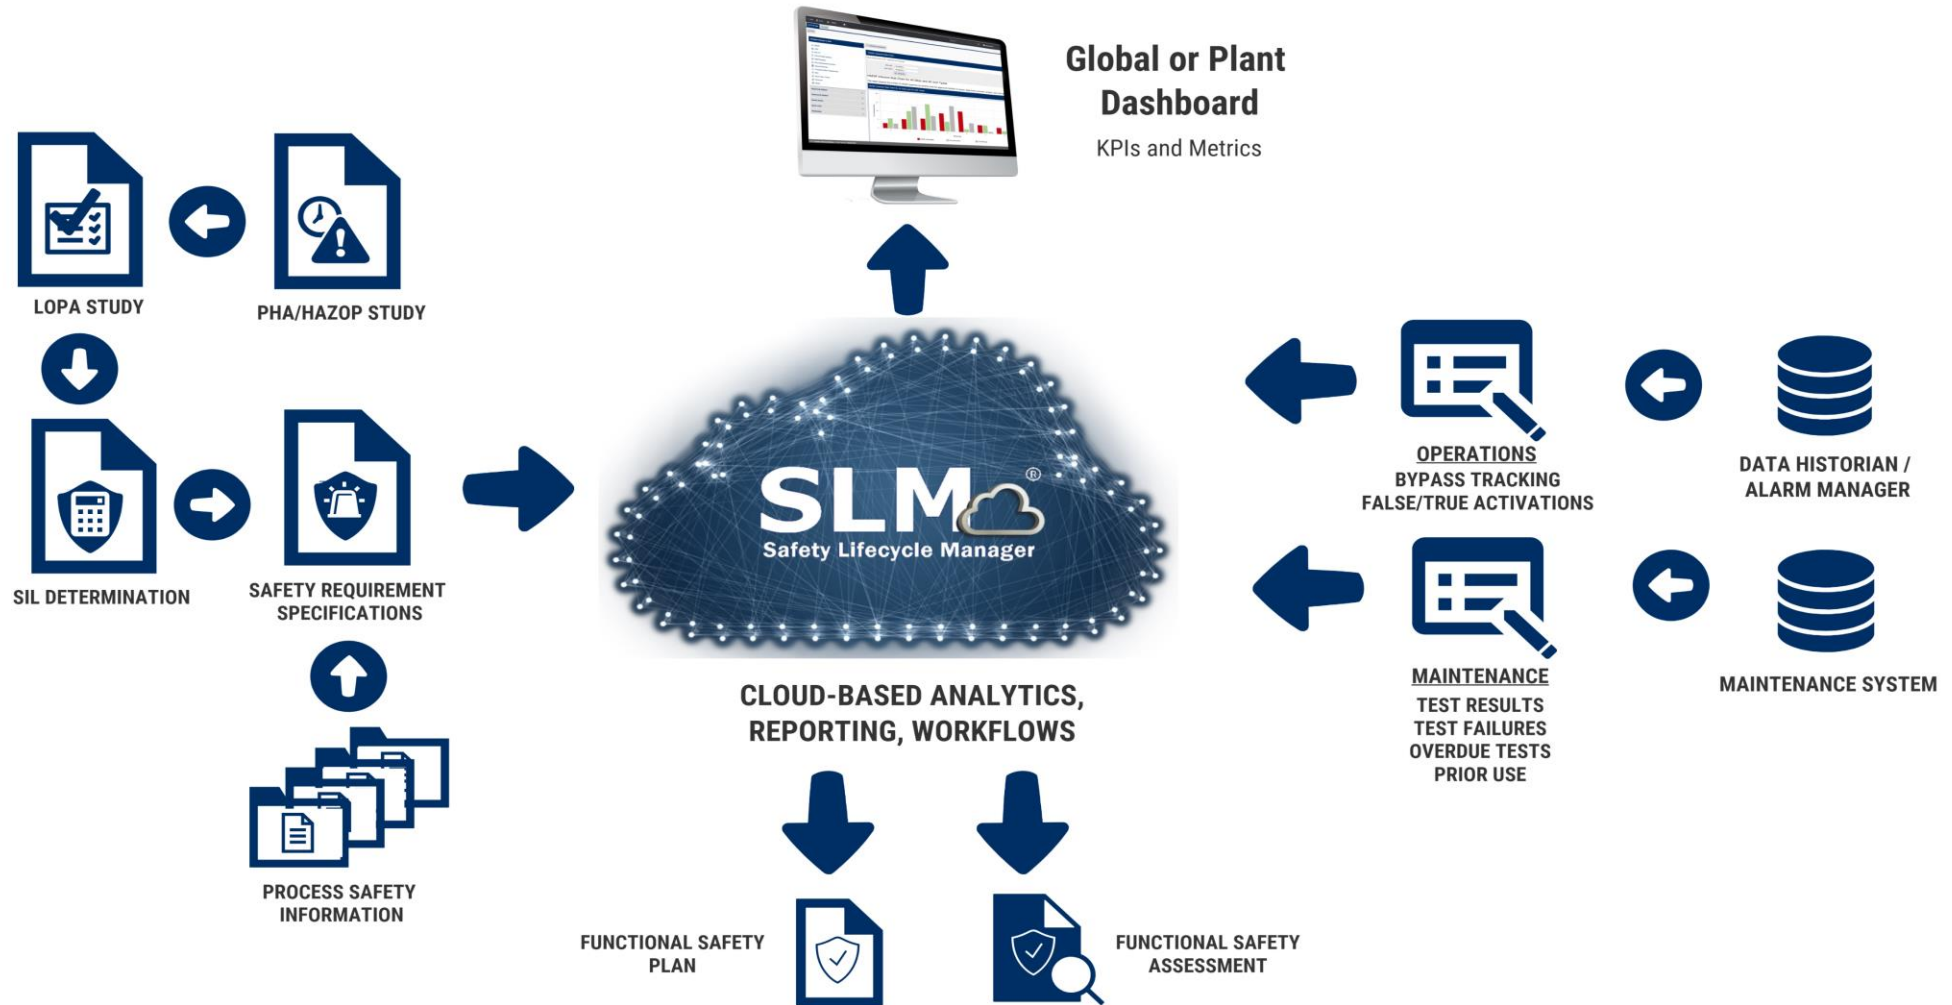 Global or Plant
Dashboard
KPIs and Metrics
LOPA STUDY
PHA/HAZOP STUDY
SIL DETERMINATION
SAFETY REQUIREMENT
SPECIFICATIONS
PROCESS SAFETY
INFORMATION
SLM ®
Safety Lifecycle Manager
CLOUD-BASED ANALYTICS,
REPORTING, WORKFLOWS
FUNCTIONAL SAFETY
PLAN
FUNCTIONAL SAFETY
ASSESSMENT
OPERATIONS
BYPASS TRACKING
FALSE/TRUE ACTIVATIONS
DATA HISTORIAN /
ALARM MANAGER
MAINTENANCE
TEST RESULTS
TEST FAILURES
OVERDUE TESTS
PRIOR USE
MAINTENANCE SYSTEM